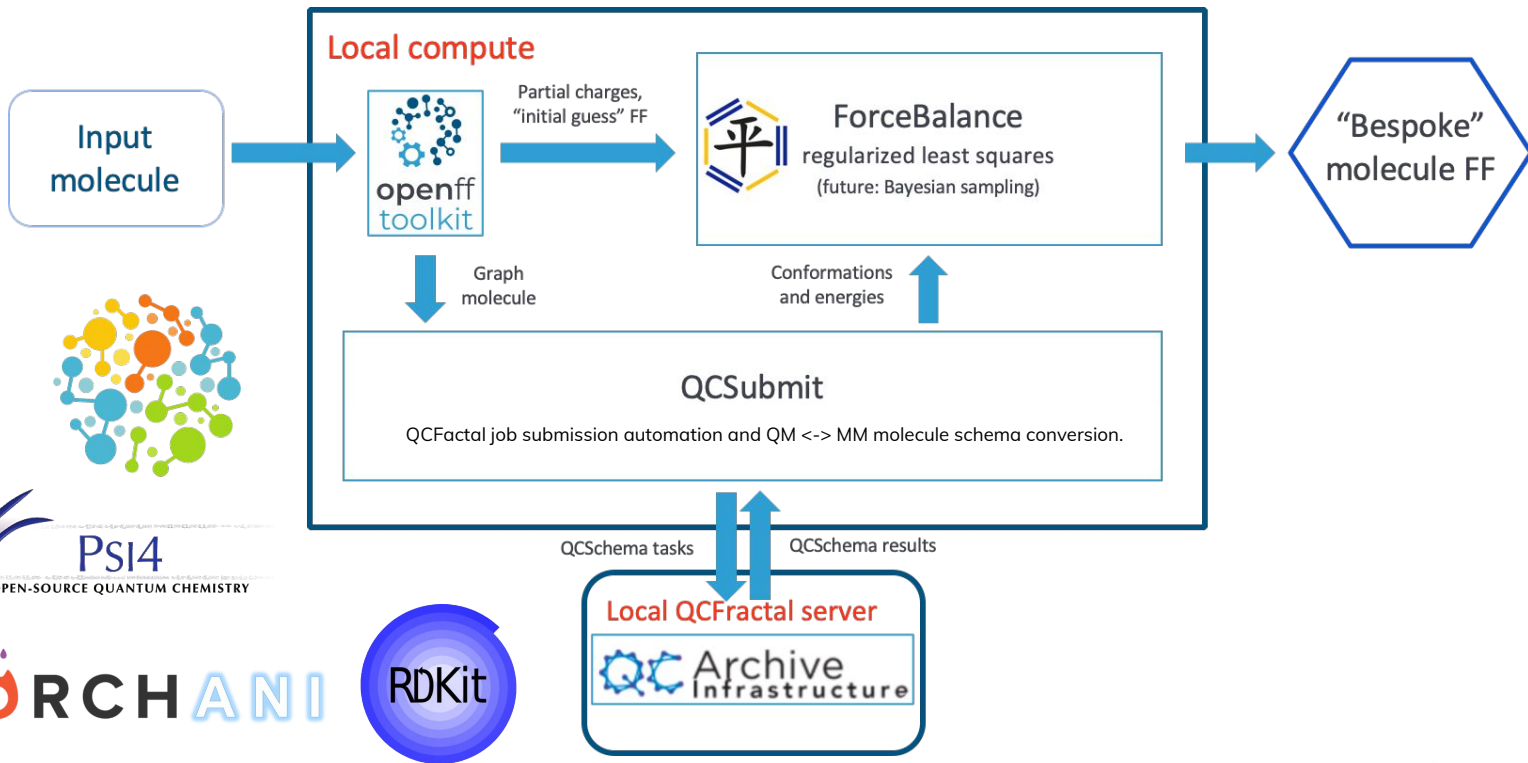 Local compute
Input
molecule
openff
toolkit
Partial charges,
“initial guess” FF
平
ForceBalance
regularized least squares
(future: Bayesian sampling)
“Bespoke”
molecule FF
Graph
molecule
Conformations
and energies
QCSubmit
QCFactal job submission automation and QM <-> MM molecule schema conversion.
QCSchema tasks
QCSchema results
PSI4
PEN-SOURCE QUANTUM CHEMISTRY
Local QCFractal server
QC Archive
Infrastructure
RCHANI
RDKit